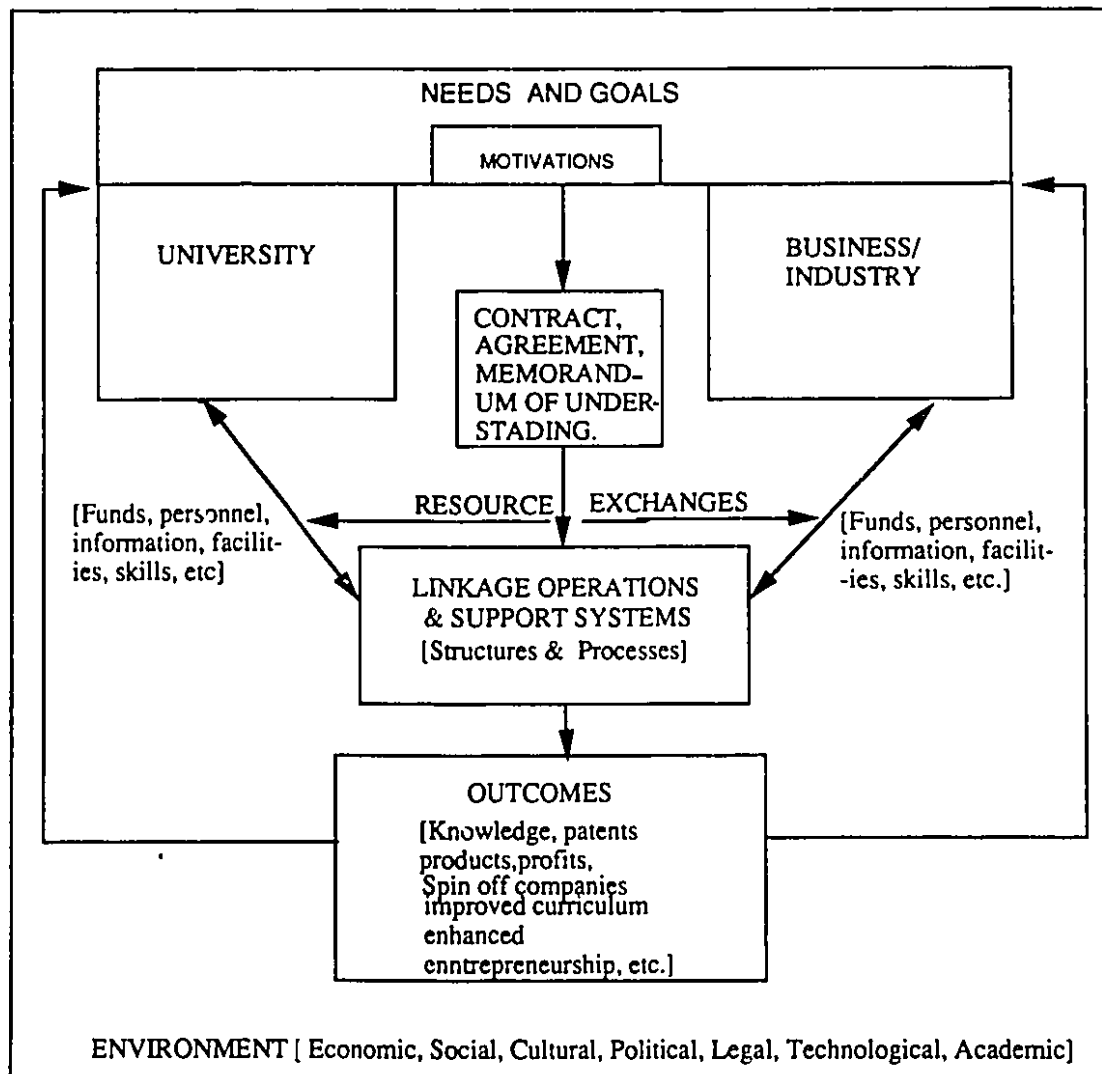 NEEDS AND GOALS
MOTIVATIONS
UNIVERSITY
BUSINESS/
INDUSTRY
CONTRACT,
AGREEMENT,
MEMORAND-
UM OF UNDER-
STADING.
RESOURCE EXCHANGES
[Funds, personnel,
information, facilit-
ies, skills, etc]
[Funds, personnel,
information, facilit-
-ies, skills, etc.]
LINKAGE OPERATIONS
& SUPPORT SYSTEMS
[Structures & Processes]
OUTCOMES
[Knowledge, patents
products,profits,
Spin off companies
improved curriculum
enhanced
enntrepreneurship, etc.]
ENVIRONMENT [ Economic, Social, Cultural, Political, Legal, Technological, Academic]